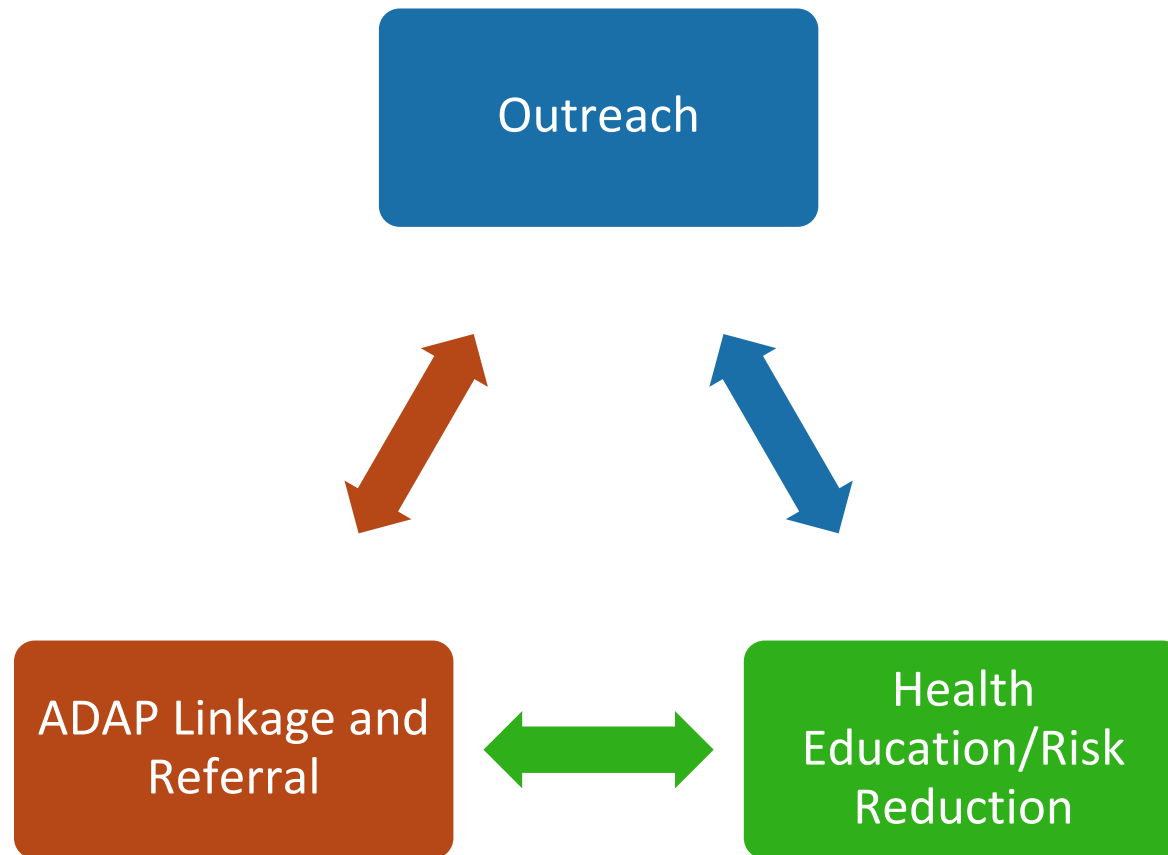 Outreach
ADAP Linkage and
Referral
Health
Education/Risk
Reduction